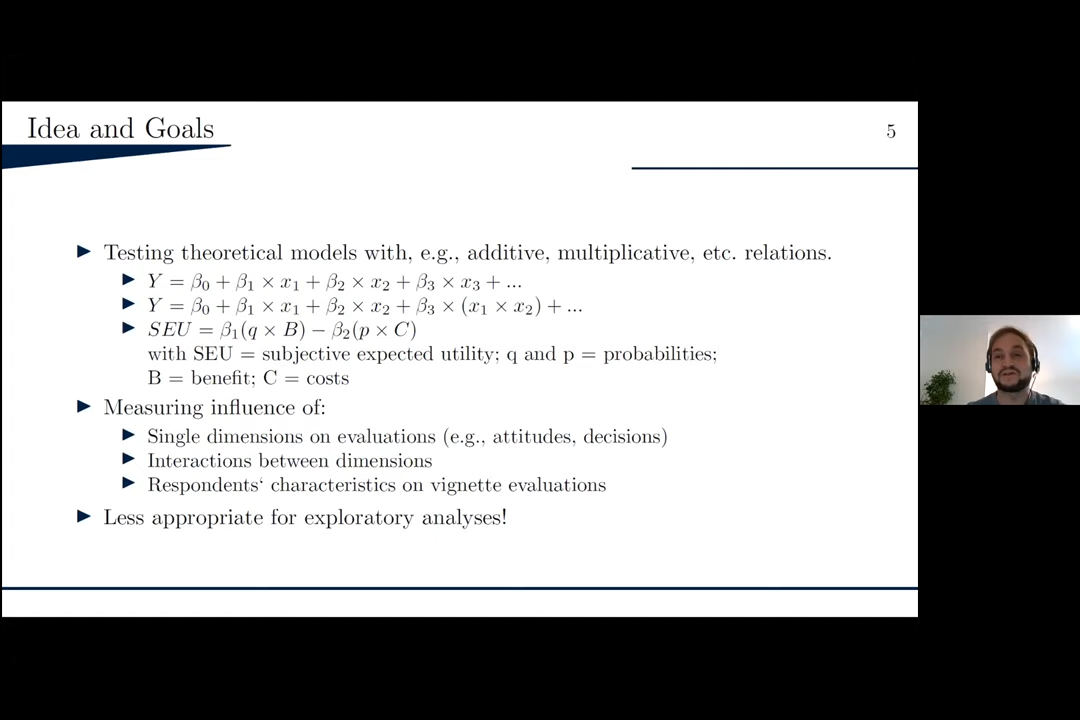 Idea and Goals
5
▶ Testing theoretical models with, e.g., additive, multiplicative, etc. relations.
▶ Y = β₀ + β₁ × x₁ + β₂ × x₂ + β₃ × x₃ + ...
▶ Y = β₀ + β₁ × x₁ + β₂ × x₂ + β₃ × (x₁ × x₂) + ...
▶ SEU = β₁(q × B) − β₂(p × C)
with SEU = subjective expected utility; q and p = probabilities;
B = benefit; C = costs
▶ Measuring influence of:
▶ Single dimensions on evaluations (e.g., attitudes, decisions)
▶ Interactions between dimensions
▶ Respondents‘ characteristics on vignette evaluations
▶ Less appropriate for exploratory analyses!